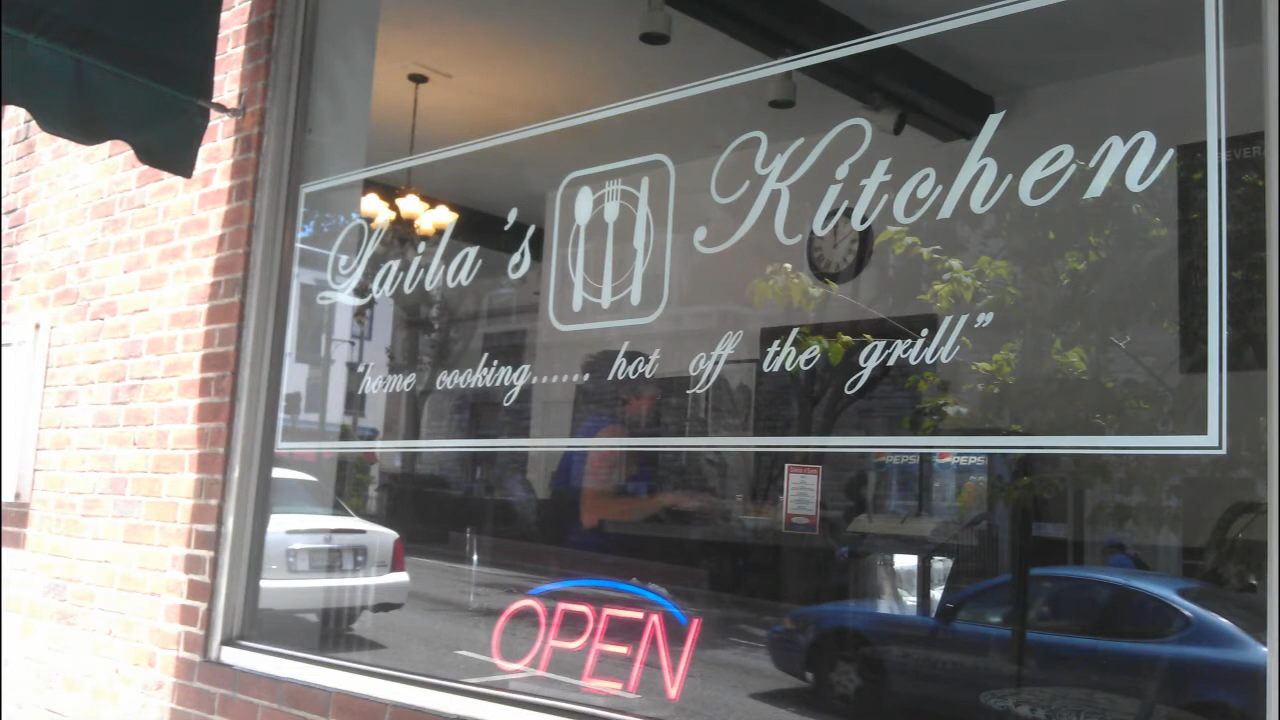 Laila's Kitchen
"home cooking...... hot off the grill"
PEPSI PEPSI
OPEN